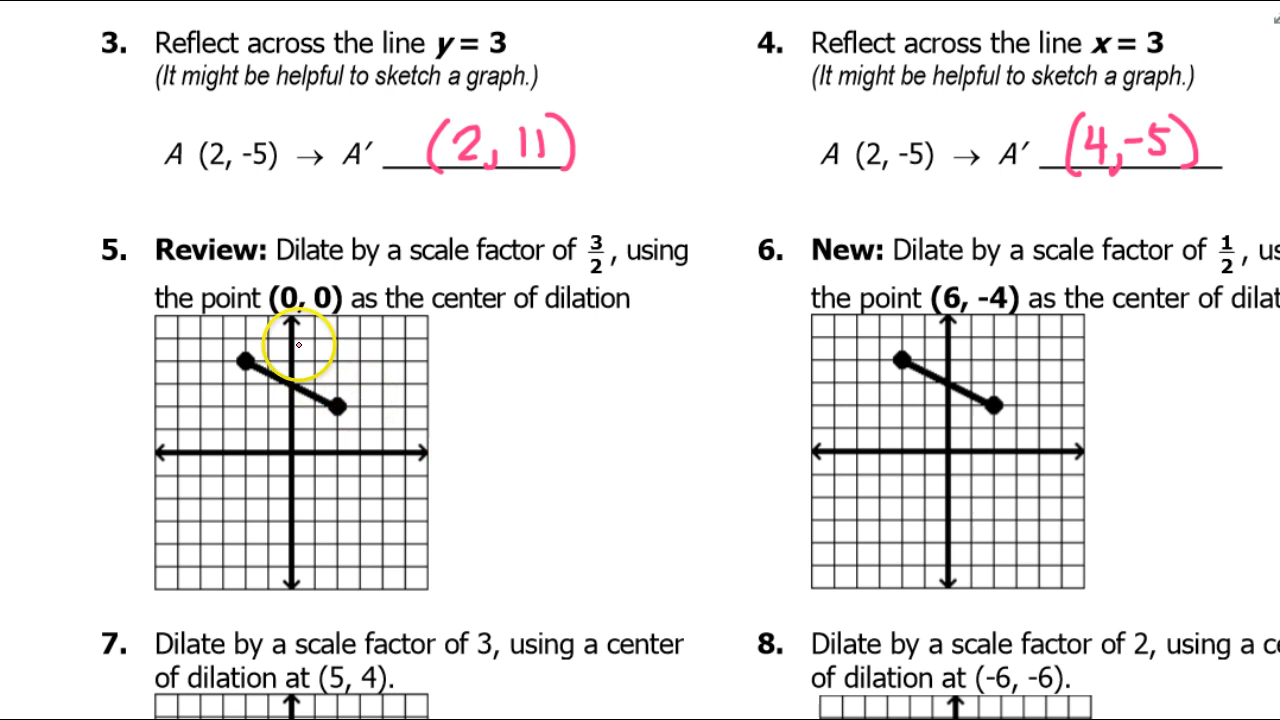 3. Reflect across the line y = 3
(It might be helpful to sketch a graph.)
A (2, -5) → A′ (2, 11)
4. Reflect across the line x = 3
(It might be helpful to sketch a graph.)
A (2, -5) → A′ (4, -5)
5. Review: Dilate by a scale factor of 3/2, using
the point (0, 0) as the center of dilation
6. New: Dilate by a scale factor of 1/2, us
the point (6, -4) as the center of dilat
7. Dilate by a scale factor of 3, using a center
of dilation at (5, 4).
8. Dilate by a scale factor of 2, using a c
of dilation at (-6, -6).